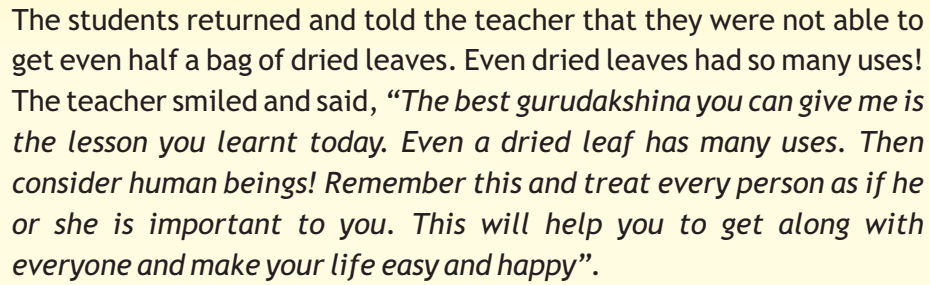 The students returned and told the teacher that they were not able to
get even half a bag of dried leaves. Even dried leaves had so many uses!
The teacher smiled and said, “The best gurudakshina you can give me is
the lesson you learnt today. Even a dried leaf has many uses. Then
consider human beings! Remember this and treat every person as if he
or she is important to you. This will help you to get along with
everyone and make your life easy and happy”.